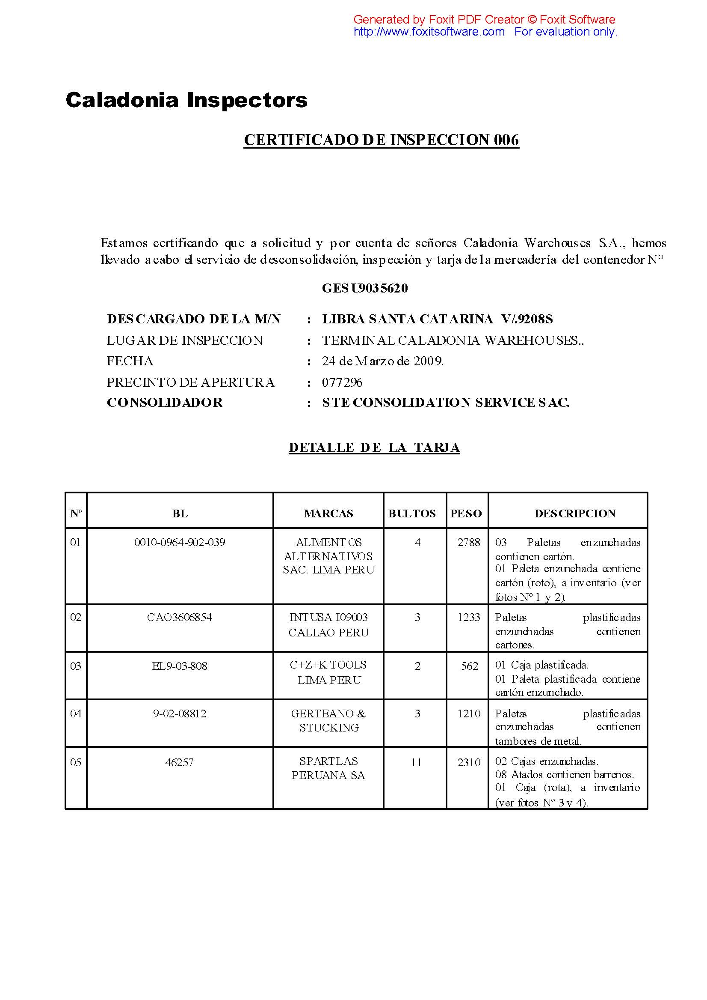 Generated by Foxit PDF Creator © Foxit Software
http://www.foxitsoftware.com For evaluation only.
Caladonia Inspectors
CERTIFICADO DE INSPECCION 006
Estamos certificando que a solicitud y por cuenta de señores Caladonia Warehouses S.A., hemos
llevado a cabo el servicio de desconsolidación, inspección y tarja de la mercadería del contenedor N°
GESU9035620
DESCARGADO DE LA M/N : LIBRA SANTA CATARINA V/.9208S
LUGAR DE INSPECCION : TERMINAL CALADONIA WAREHOUSES..
FECHA : 24 de Marzo de 2009.
PRECINTO DE APERTURA : 077296
CONSOLIDADOR : STE CONSOLIDATION SERVICE SAC.
DETALLE DE LA TARJA
Nº BL MARCAS BULTOS PESO DESCRIPCION
01 0010-0964-902-039 ALIMENTOS 4 2788 03 Paletas enzunchadas
ALTERNATIVOS contienen cartón.
SAC. LIMA PERU 01 Paleta enzunchada contiene
cartón (roto), a inventario (ver
fotos Nº 1 y 2).
02 CAO3606854 INTUSA I09003 3 1233 Paletas plastificadas
CALLAO PERU enzunchadas contienen
cartones.
03 EL9-03-808 C+Z+K TOOLS 2 562 01 Caja plastificada.
LIMA PERU 01 Paleta plastificada contiene
cartón enzunchado.
04 9-02-08812 GERTEANO & 3 1210 Paletas plastificadas
STUCKING enzunchadas contienen
tambores de metal.
05 46257 SPARTLAS 11 2310 02 Cajas enzunchadas.
PERUANA SA 08 Atados contienen barrenos.
01 Caja (rota), a inventario
(ver fotos N° 3 y 4).